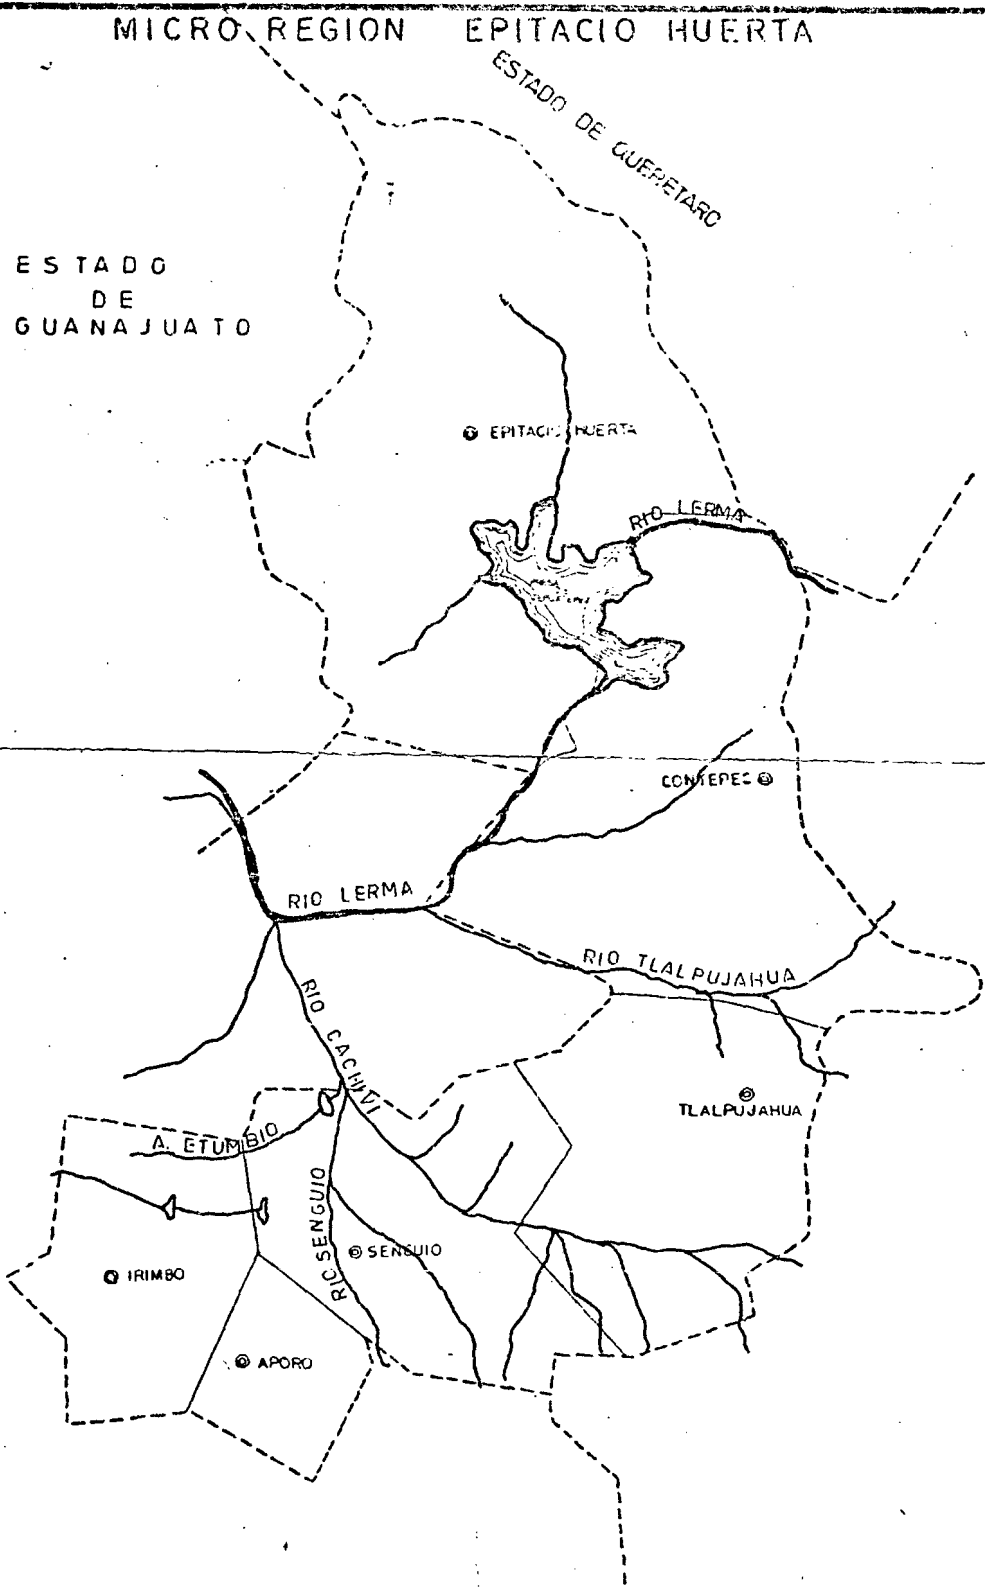 MICRO REGION EPITACIO HUERTA
ESTADO DE QUERETARO
ESTADO
DE
GUANAJUATO
EPITACIO HUERTA
RIO LERMA
CONTEPEC
RIO LERMA
RIO TLALPUJAHUA
RIO CACHIVI
TLALPUJAHUA
A. ETUMBIO
RIO SENGUIO
SENGUIO
IRIMBO
APORO